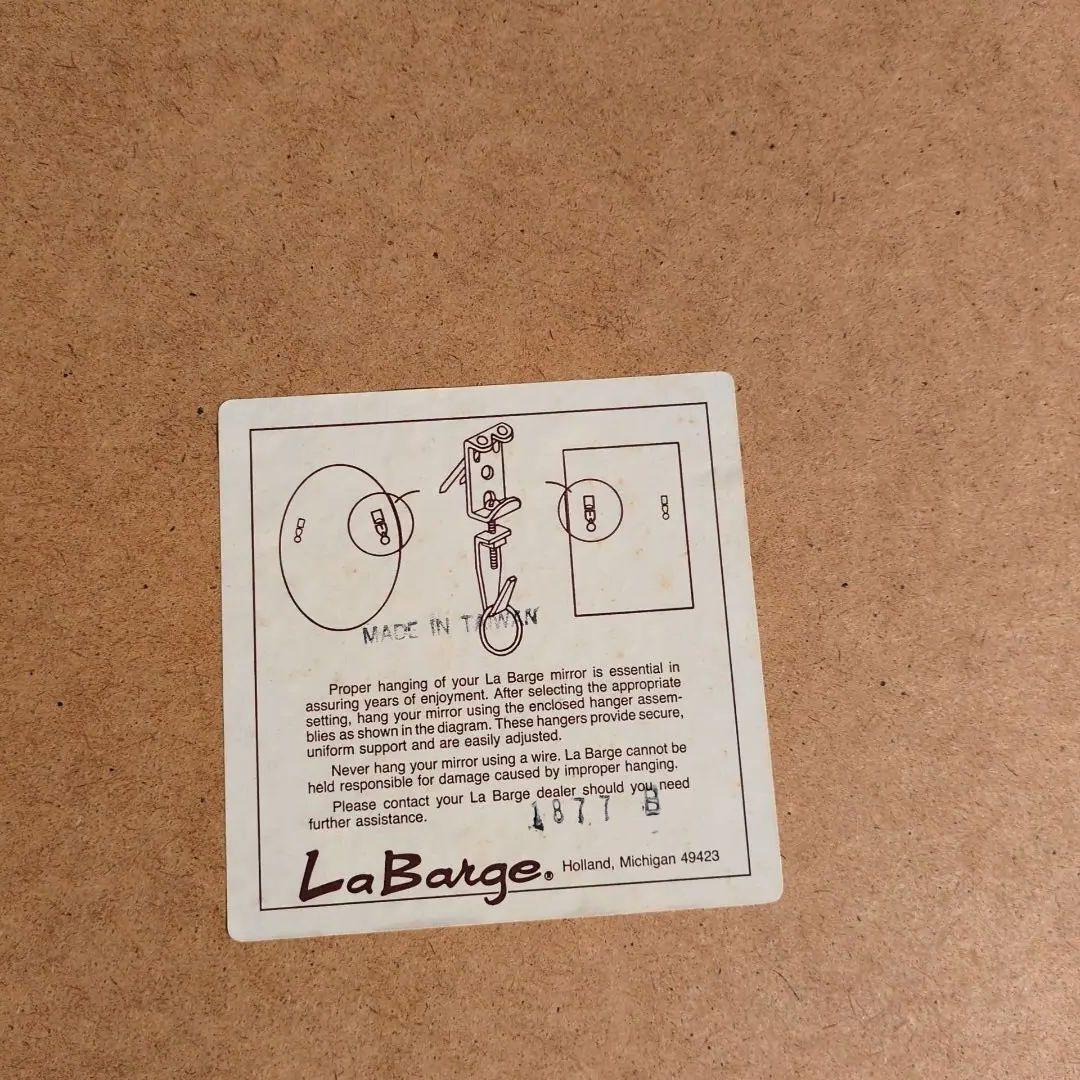 MADE IN TAIWAN
Proper hanging of your La Barge mirror is essential in
assuring years of enjoyment. After selecting the appropriate
setting, hang your mirror using the enclosed hanger assem-
blies as shown in the diagram. These hangers provide secure,
uniform support and are easily adjusted.
Never hang your mirror using a wire. La Barge cannot be
held responsible for damage caused by improper hanging.
Please contact your La Barge dealer should you need
further assistance.
1877 B
LaBarge® Holland, Michigan 49423